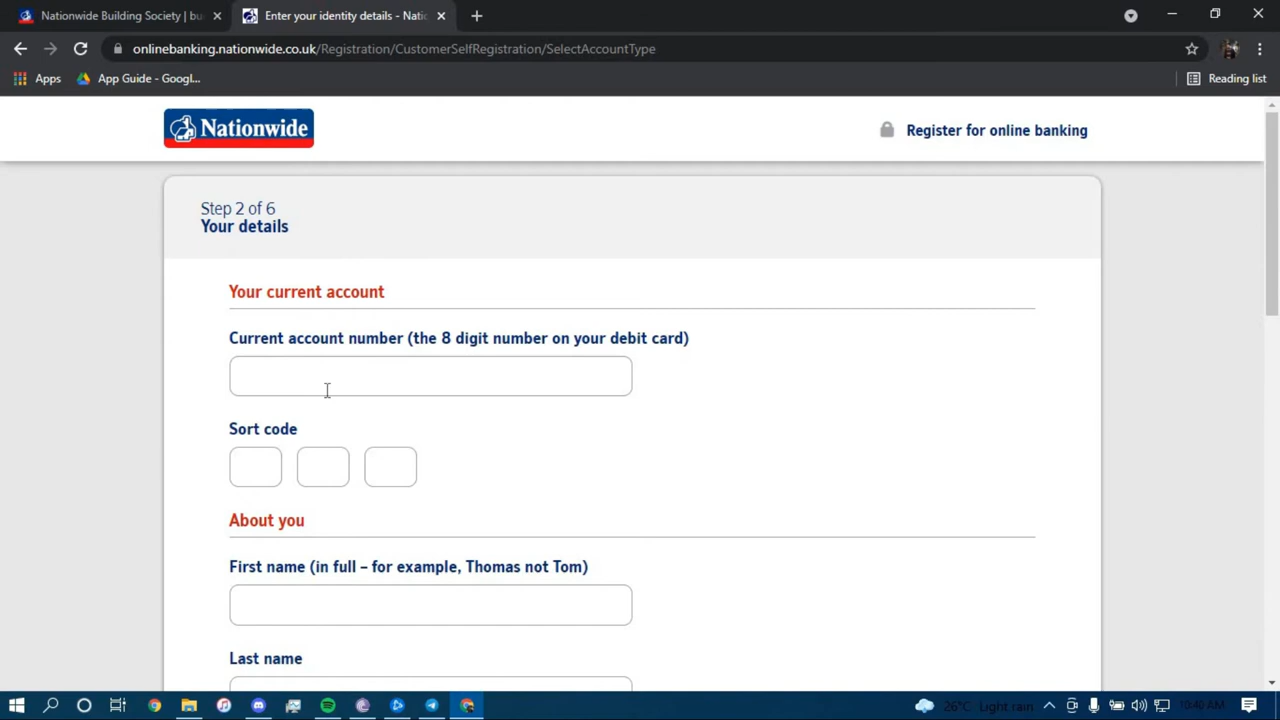 Nationwide Building Society | bu
Enter your identity details - Natio
onlinebanking.nationwide.co.uk/Registration/CustomerSelfRegistration/SelectAccountType
Apps
App Guide - Googl...
Reading list
Nationwide
Register for online banking
Step 2 of 6
Your details
Your current account
Current account number (the 8 digit number on your debit card)
Sort code
About you
First name (in full – for example, Thomas not Tom)
Last name
26°C Light rain
10:40 AM